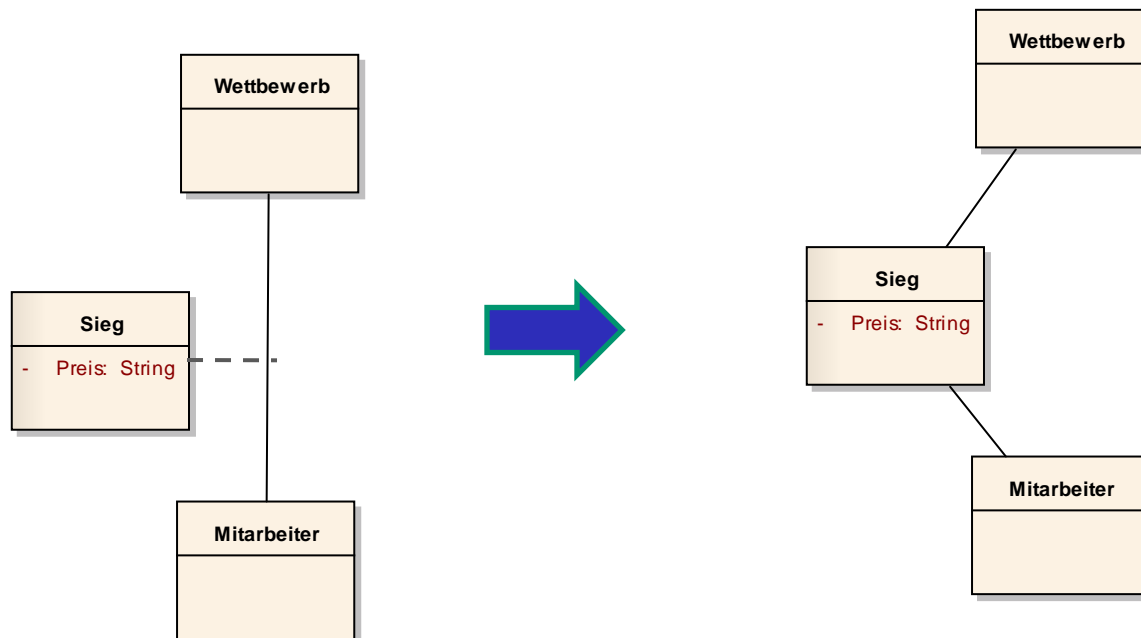 Wettbewerb
Sieg
- Preis: String
Mitarbeiter
Wettbewerb
Sieg
- Preis: String
Mitarbeiter